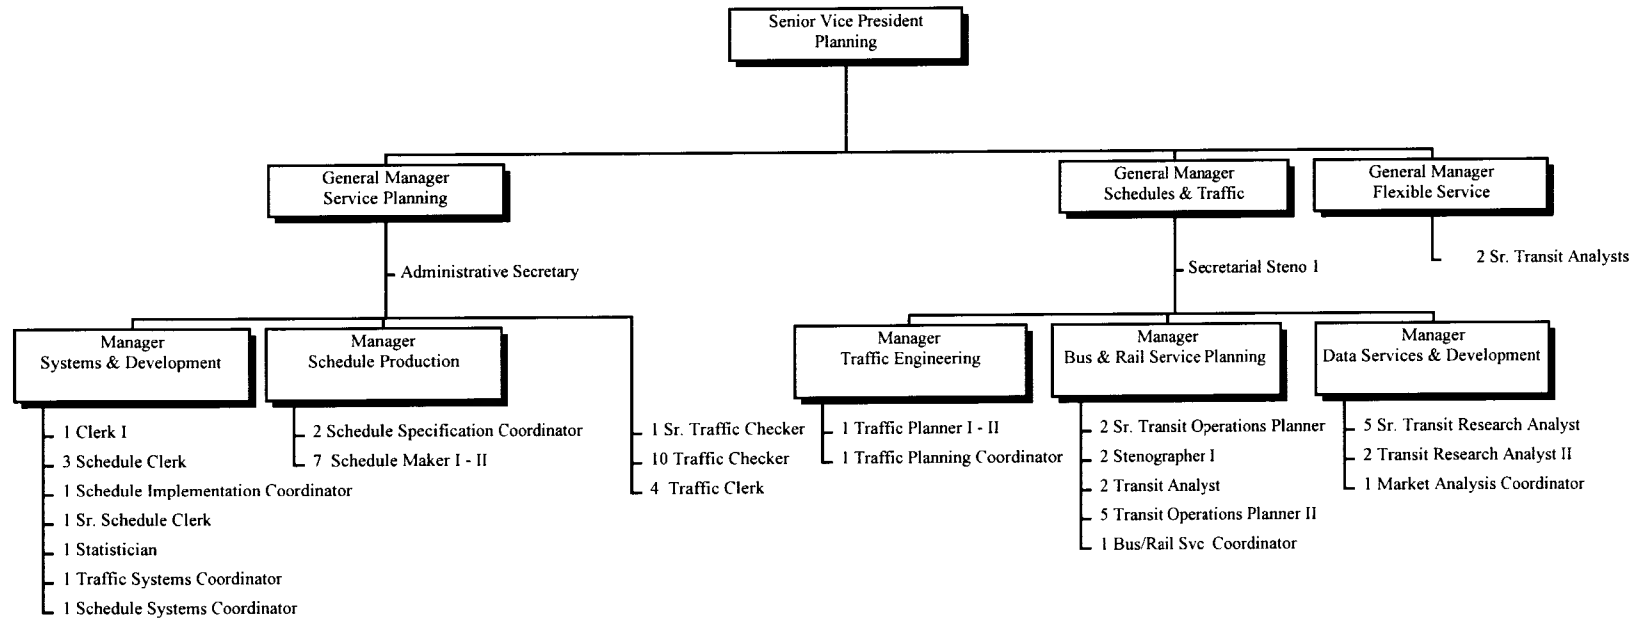 Senior Vice President
Planning
General Manager
Service Planning
General Manager
Schedules & Traffic
General Manager
Flexible Service
Administrative Secretary
Secretarial Steno 1
2 Sr. Transit Analysts
Manager
Systems & Development
Manager
Schedule Production
Manager
Traffic Engineering
Manager
Bus & Rail Service Planning
Manager
Data Services & Development
1 Clerk I
3 Schedule Clerk
1 Schedule Implementation Coordinator
1 Sr. Schedule Clerk
1 Statistician
1 Traffic Systems Coordinator
1 Schedule Systems Coordinator
2 Schedule Specification Coordinator
7 Schedule Maker I - II
1 Sr. Traffic Checker
10 Traffic Checker
4 Traffic Clerk
1 Traffic Planner I - II
1 Traffic Planning Coordinator
2 Sr. Transit Operations Planner
2 Stenographer I
2 Transit Analyst
5 Transit Operations Planner II
1 Bus/Rail Svc Coordinator
5 Sr. Transit Research Analyst
2 Transit Research Analyst II
1 Market Analysis Coordinator